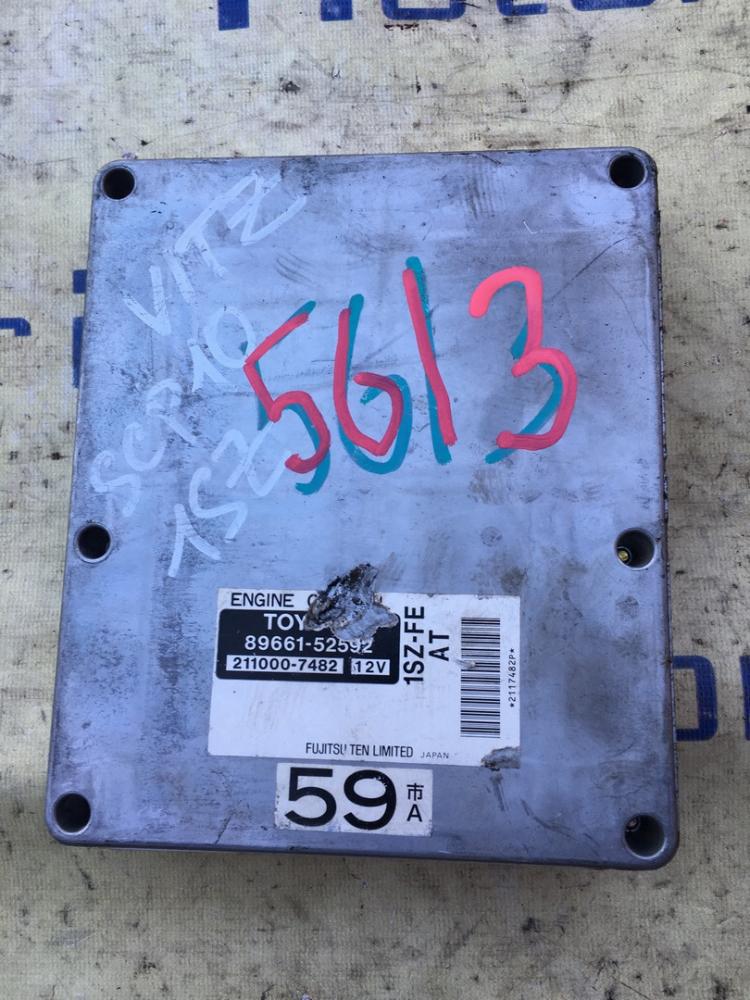 VITZ
SCP10
1SZ
5613
ENGINE
TOY
89661-52592
211000-7482 12V
1SZ-FE
AT
*2117482P*
FUJITSU TEN LIMITED JAPAN
59 市
A